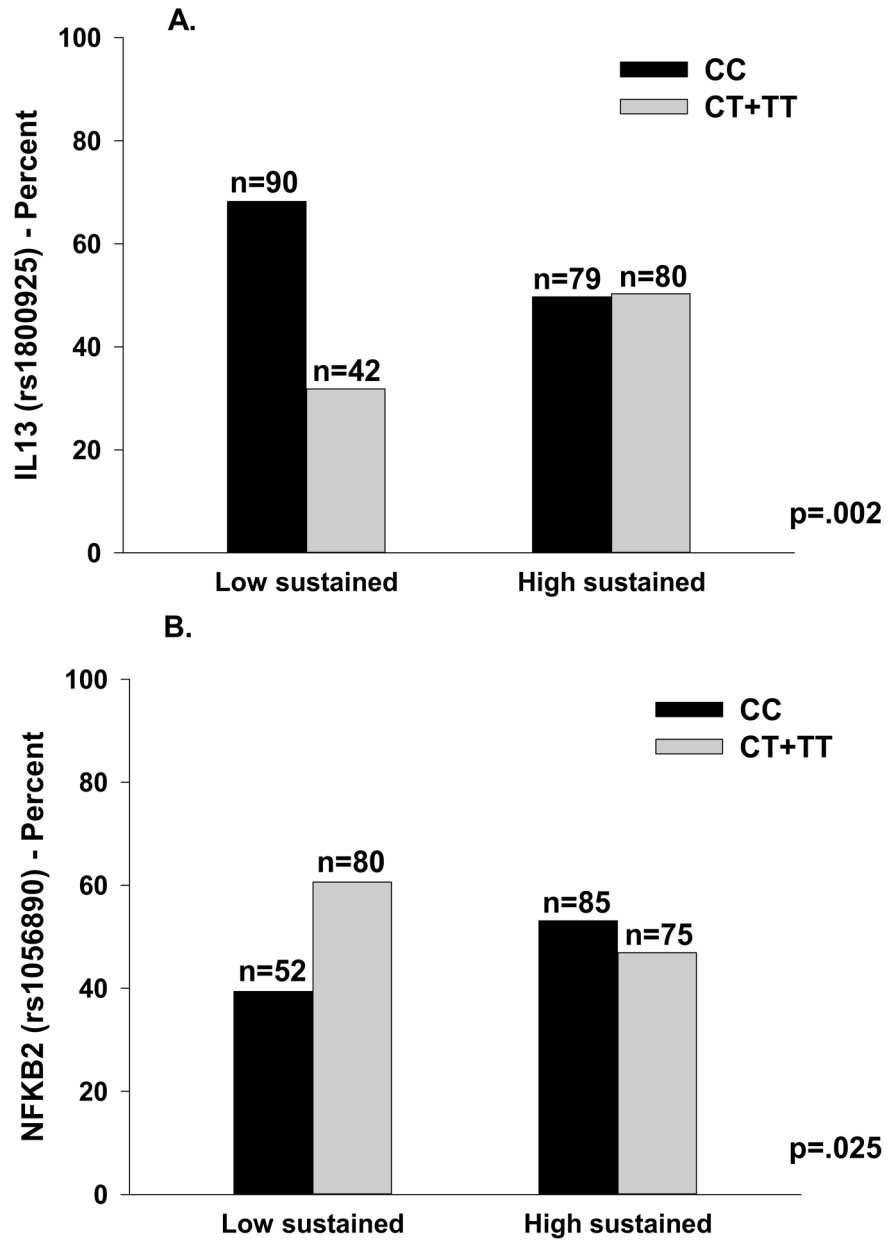 A.
100
80
60
40
20
0
IL13 (rs1800925) - Percent
CC
CT+TT
n=90
n=42
n=79
n=80
p=.002
Low sustained
High sustained
B.
100
80
60
40
20
0
NFKB2 (rs1056890) - Percent
CC
CT+TT
n=52
n=80
n=85
n=75
p=.025
Low sustained
High sustained